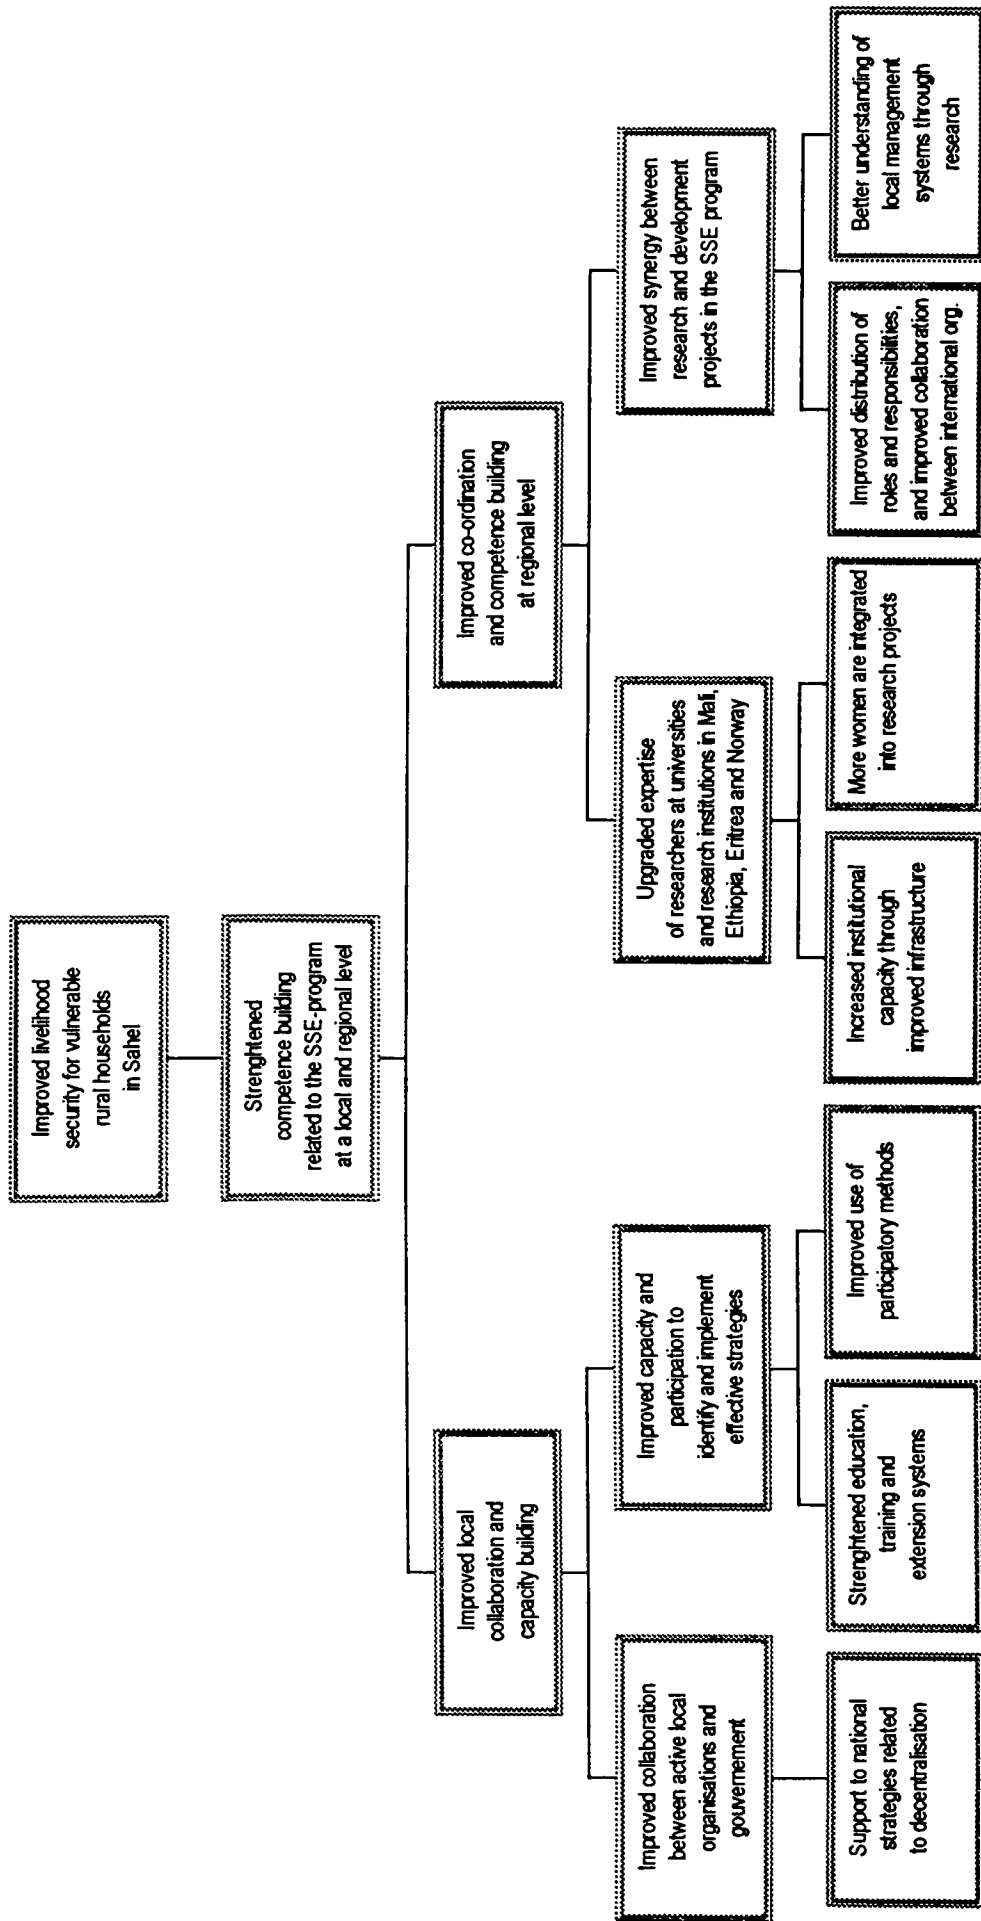 Improved livelihood
security for vulnerable
rural households
in Sahel
Strenghtened
competence building
related to the SSE-program
at a local and regional level
Improved local
collaboration and
capacity building
Improved co-ordination
and competence building
at regional level
Improved collaboration
between active local
organisations and
gouvernement
Improved capacity and
participation to
identify and implement
effective strategies
Upgraded expertise
of researchers at universities
and research institutions in Mali,
Ethiopia, Eritrea and Norway
Improved synergy between
research and development
projects in the SSE program
Support to national
strategies related
to decentralisation
Strenghtened education,
training and
extension systems
Improved use of
participatory methods
Increased institutional
capacity through
improved infrastructure
More women are integrated
into research projects
Improved distribution of
roles and responsibilities,
and improved collaboration
between international org.
Better understanding of
local management
systems through
research